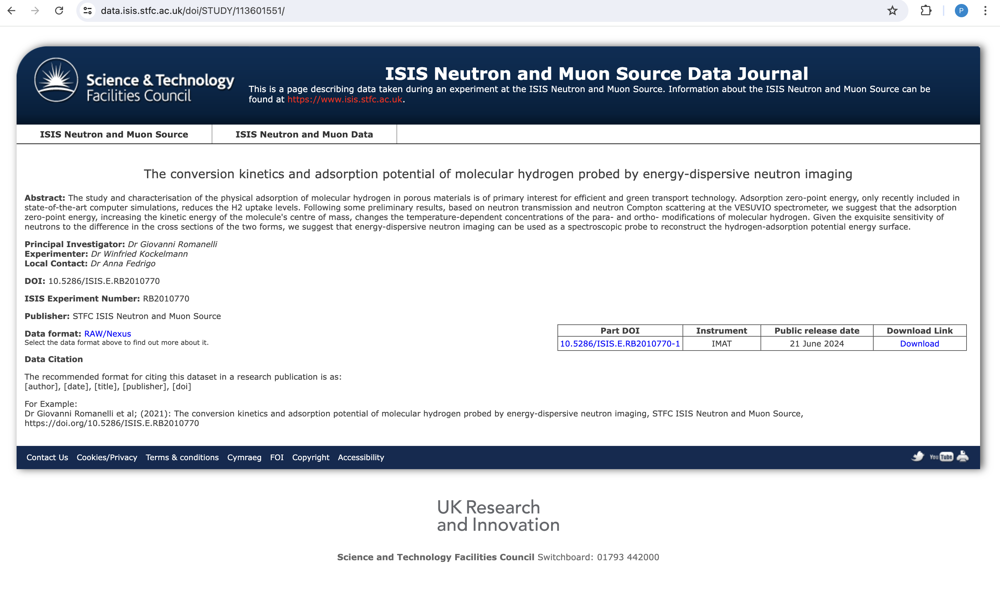 data.isis.stfc.ac.uk/doi/STUDY/113601551/
P
Science & Technology
Facilities Council
ISIS Neutron and Muon Source Data Journal
This is a page describing data taken during an experiment at the ISIS Neutron and Muon Source. Information about the ISIS Neutron and Muon Source can be
found at https://www.isis.stfc.ac.uk.
ISIS Neutron and Muon Source
ISIS Neutron and Muon Data
The conversion kinetics and adsorption potential of molecular hydrogen probed by energy-dispersive neutron imaging
Abstract: The study and characterisation of the physical adsorption of molecular hydrogen in porous materials is of primary interest for efficient and green transport technology. Adsorption zero-point energy, only recently included in
state-of-the-art computer simulations, reduces the H2 uptake levels. Following some preliminary results, based on neutron transmission and neutron Compton scattering at the VESUVIO spectrometer, we suggest that the adsorption
zero-point energy, increasing the kinetic energy of the molecule's centre of mass, changes the temperature-dependent concentrations of the para- and ortho- modifications of molecular hydrogen. Given the exquisite sensitivity of
neutrons to the difference in the cross sections of the two forms, we suggest that energy-dispersive neutron imaging can be used as a spectroscopic probe to reconstruct the hydrogen-adsorption potential energy surface.
Principal Investigator: Dr Giovanni Romanelli
Experimenter: Dr Winfried Kockelmann
Local Contact: Dr Anna Fedrigo
DOI: 10.5286/ISIS.E.RB2010770
ISIS Experiment Number: RB2010770
Publisher: STFC ISIS Neutron and Muon Source
Data format: RAW/Nexus
Select the data format above to find out more about it.
Part DOI Instrument Public release date Download Link
10.5286/ISIS.E.RB2010770-1 IMAT 21 June 2024 Download
Data Citation
The recommended format for citing this dataset in a research publication is as:
[author], [date], [title], [publisher], [doi]
For Example:
Dr Giovanni Romanelli et al; (2021): The conversion kinetics and adsorption potential of molecular hydrogen probed by energy-dispersive neutron imaging, STFC ISIS Neutron and Muon Source,
https://doi.org/10.5286/ISIS.E.RB2010770
Contact Us Cookies/Privacy Terms & conditions Cymraeg FOI Copyright Accessibility
You Tube
UK Research
and Innovation
Science and Technology Facilities Council Switchboard: 01793 442000